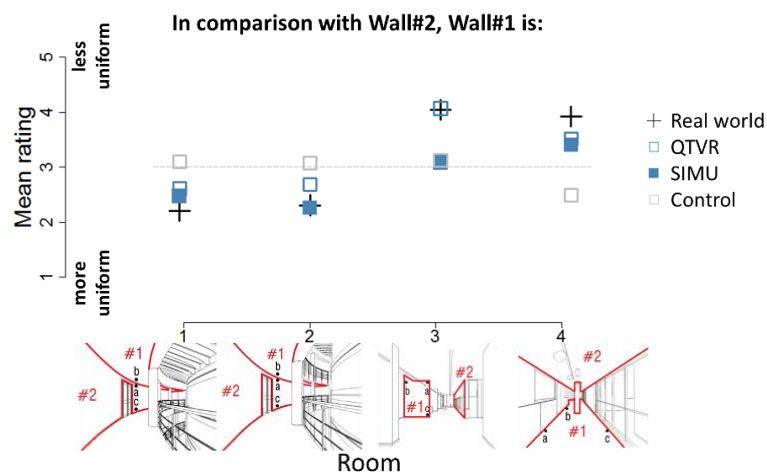 In comparison with Wall#2, Wall#1 is:
less
uniform
5
4
3
2
1
Mean rating
more
uniform
Real world
QTVR
SIMU
Control
1
2
3
4
#1
#2
b
a
c
#1
#2
b
a
c
#2
b
a
#1
c
#2
b
#1
a
c
Room